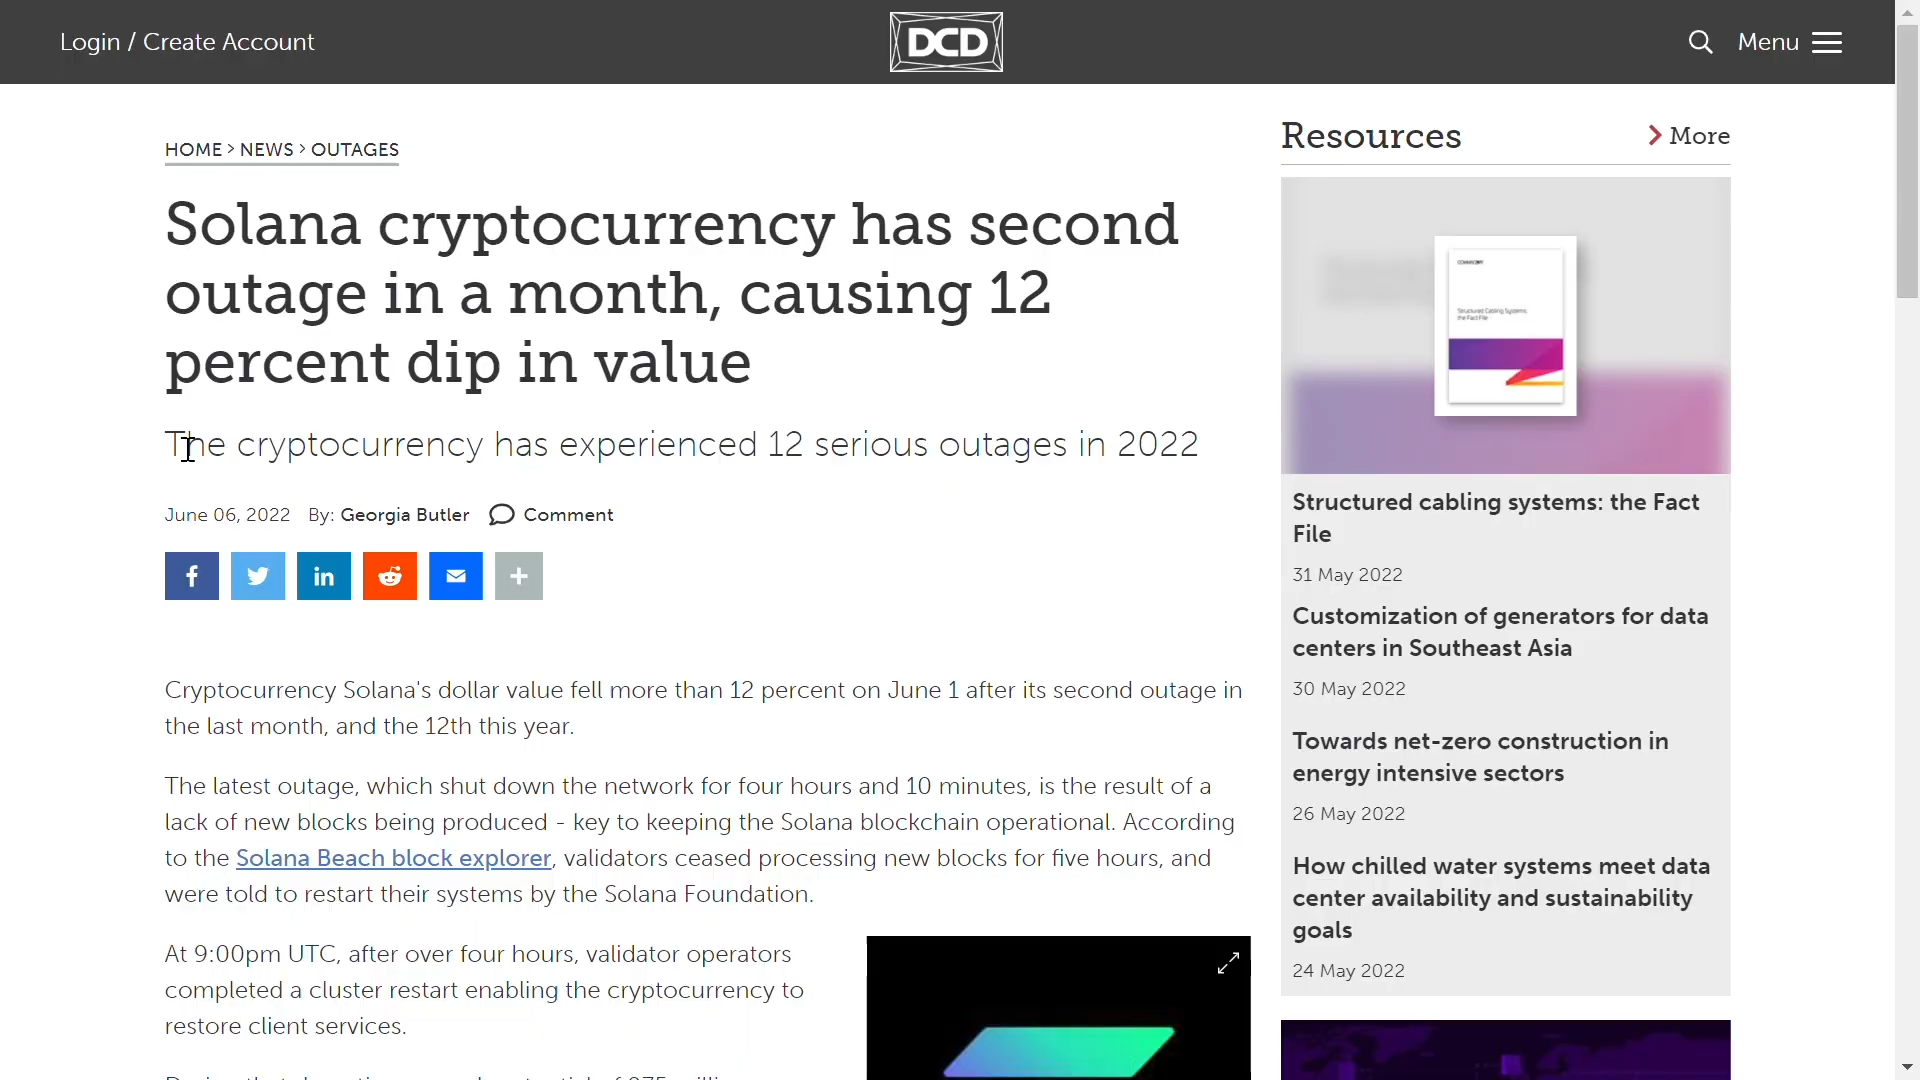 Login / Create Account
DCD
Menu
HOME > NEWS > OUTAGES
Solana cryptocurrency has second
outage in a month, causing 12
percent dip in value
The cryptocurrency has experienced 12 serious outages in 2022
June 06, 2022 By: Georgia Butler Comment
Cryptocurrency Solana's dollar value fell more than 12 percent on June 1 after its second outage in
the last month, and the 12th this year.
The latest outage, which shut down the network for four hours and 10 minutes, is the result of a
lack of new blocks being produced - key to keeping the Solana blockchain operational. According
to the Solana Beach block explorer, validators ceased processing new blocks for five hours, and
were told to restart their systems by the Solana Foundation.
At 9:00pm UTC, after over four hours, validator operators
completed a cluster restart enabling the cryptocurrency to
restore client services.
Resources
More
Structured Cabling Systems
the Fact File
Structured cabling systems: the Fact
File
31 May 2022
Customization of generators for data
centers in Southeast Asia
30 May 2022
Towards net-zero construction in
energy intensive sectors
26 May 2022
How chilled water systems meet data
center availability and sustainability
goals
24 May 2022